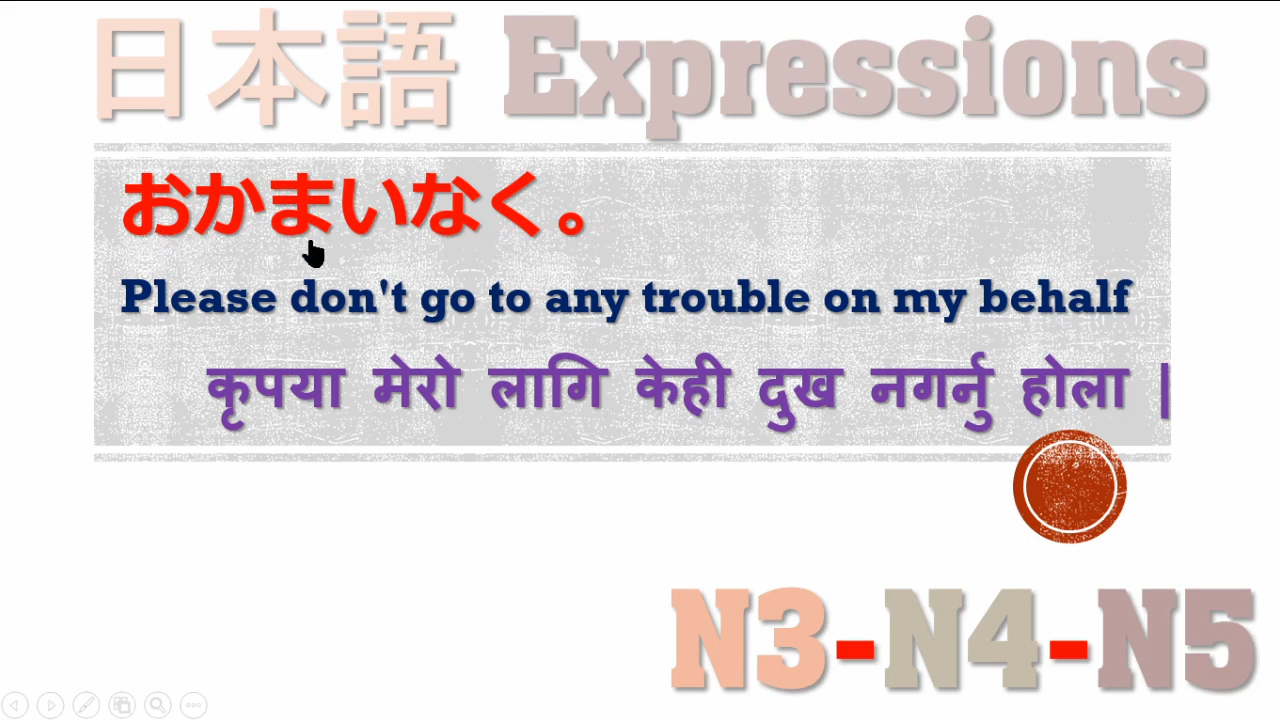 日本語 Expressions
おかまいなく。
Please don't go to any trouble on my behalf
कृपया मेरो लागि केही दुख नगर्नु होला |
N3-N4-N5